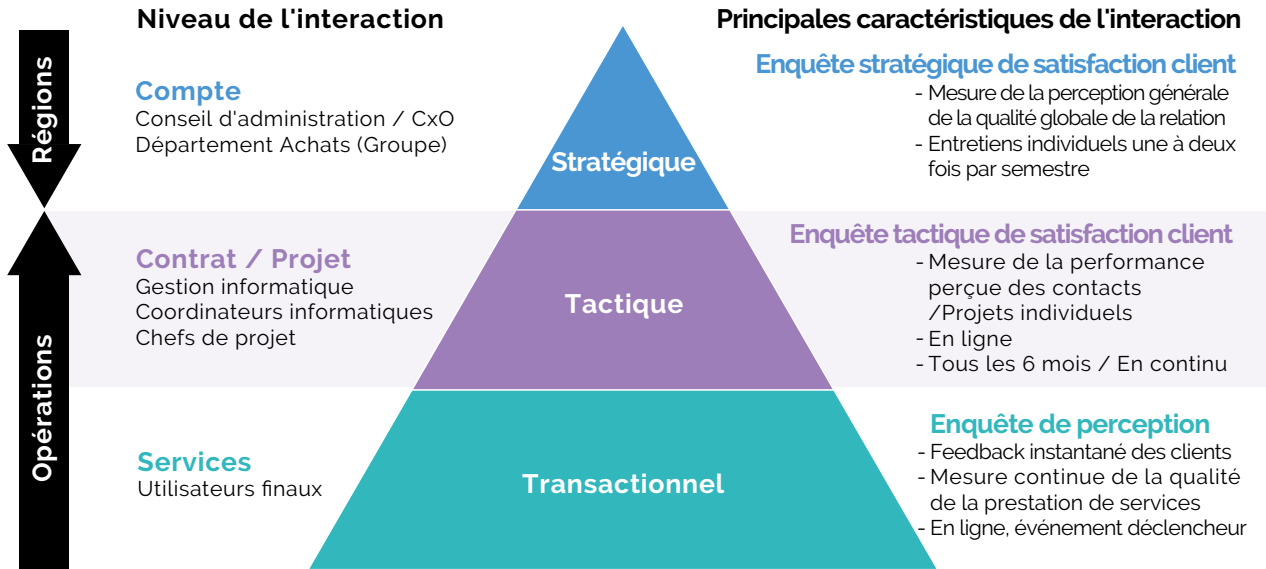 Niveau de l'interaction
Principales caractéristiques de l'interaction
Régions
Compte
Conseil d'administration / CxO
Département Achats (Groupe)
Stratégique
Enquête stratégique de satisfaction client
- Mesure de la perception générale
de la qualité globale de la relation
- Entretiens individuels une à deux
fois par semestre
Opérations
Contrat / Projet
Gestion informatique
Coordinateurs informatiques
Chefs de projet
Tactique
Enquête tactique de satisfaction client
- Mesure de la performance
perçue des contacts
/Projets individuels
- En ligne
- Tous les 6 mois / En continu
Services
Utilisateurs finaux
Transactionnel
Enquête de perception
- Feedback instantané des clients
- Mesure continue de la qualité
de la prestation de services
- En ligne, événement déclencheur